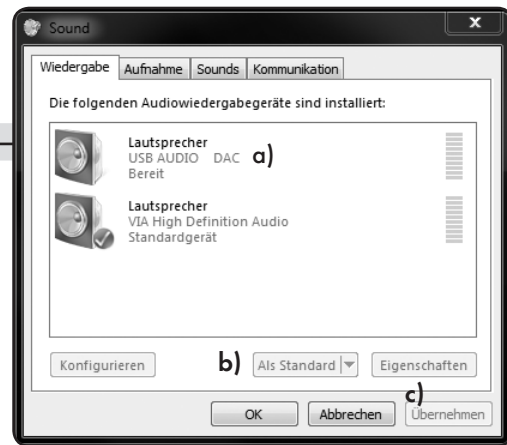 Sound
x
Wiedergabe Aufnahme Sounds Kommunikation
Die folgenden Audiowiedergabegeräte sind installiert:
Lautsprecher
USB AUDIO DAC a)
Bereit
Lautsprecher
VIA High Definition Audio
Standardgerät
Konfigurieren b) Als Standard Eigenschaften
c)
OK Abbrechen Übernehmen